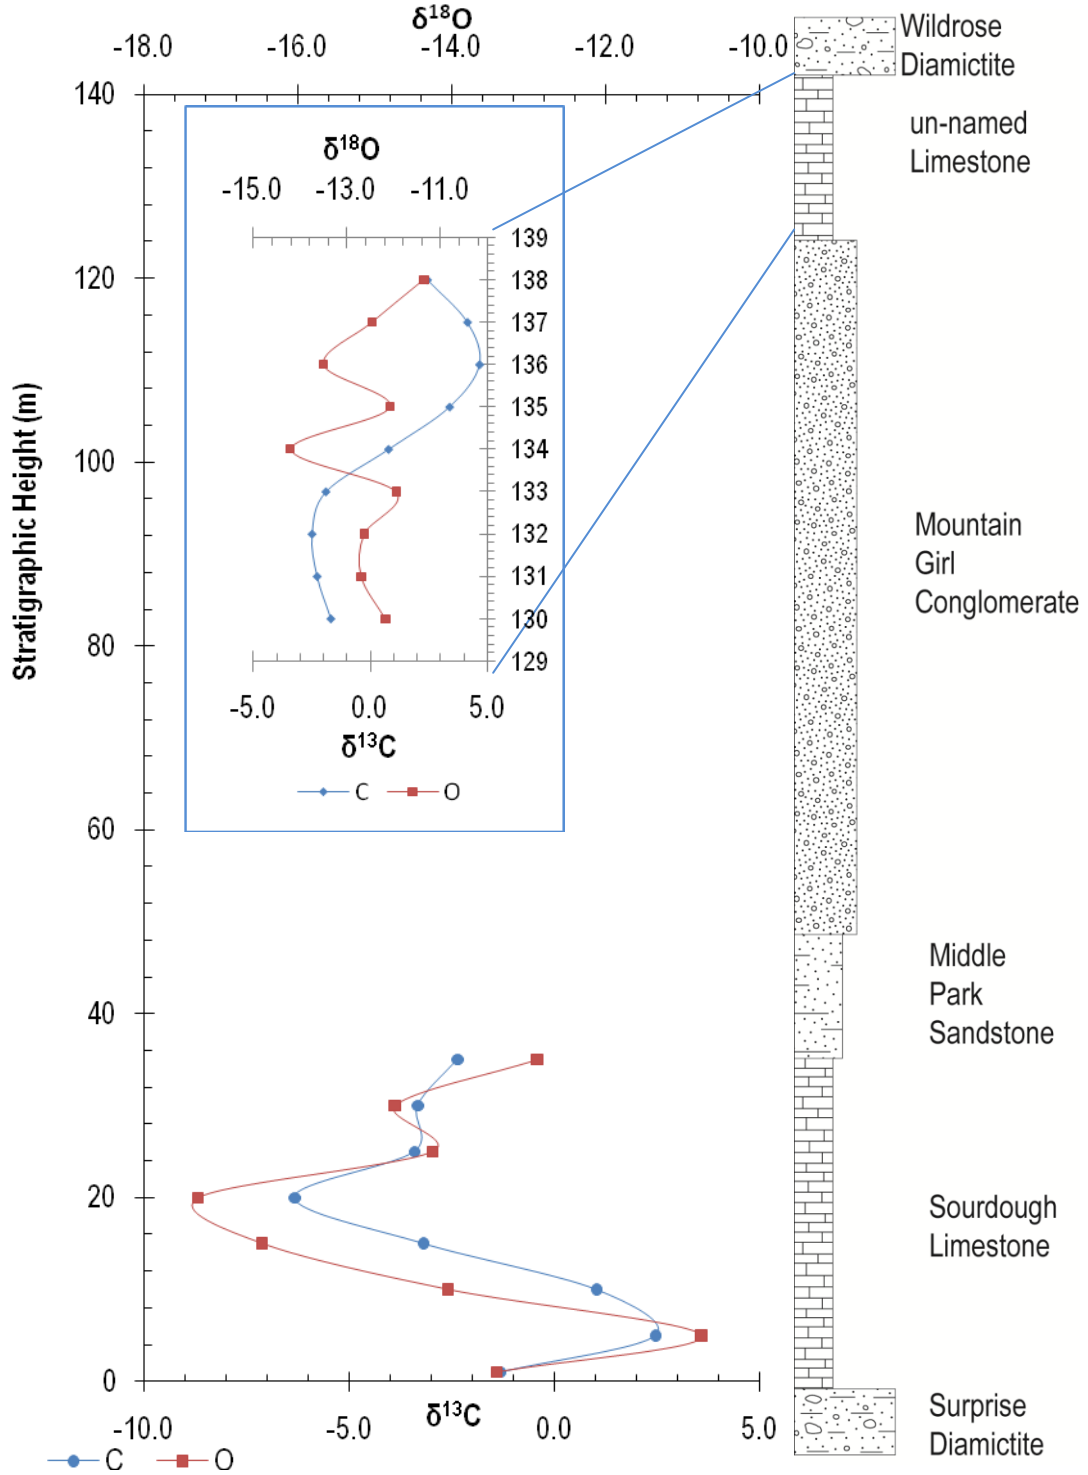 δ18O
-18.0 -16.0 -14.0 -12.0 -10.0
Wildrose
Diamictite
un-named
Limestone
140
120
100
80
60
40
20
0
Stratigraphic Height (m)
δ18O
-15.0 -13.0 -11.0
139
138
137
136
135
134
133
132
131
130
129
-5.0 0.0 5.0
δ13C
C O
Mountain
Girl
Conglomerate
Middle
Park
Sandstone
Sourdough
Limestone
Surprise
Diamictite
-10.0 -5.0 0.0 5.0
δ13C
C O